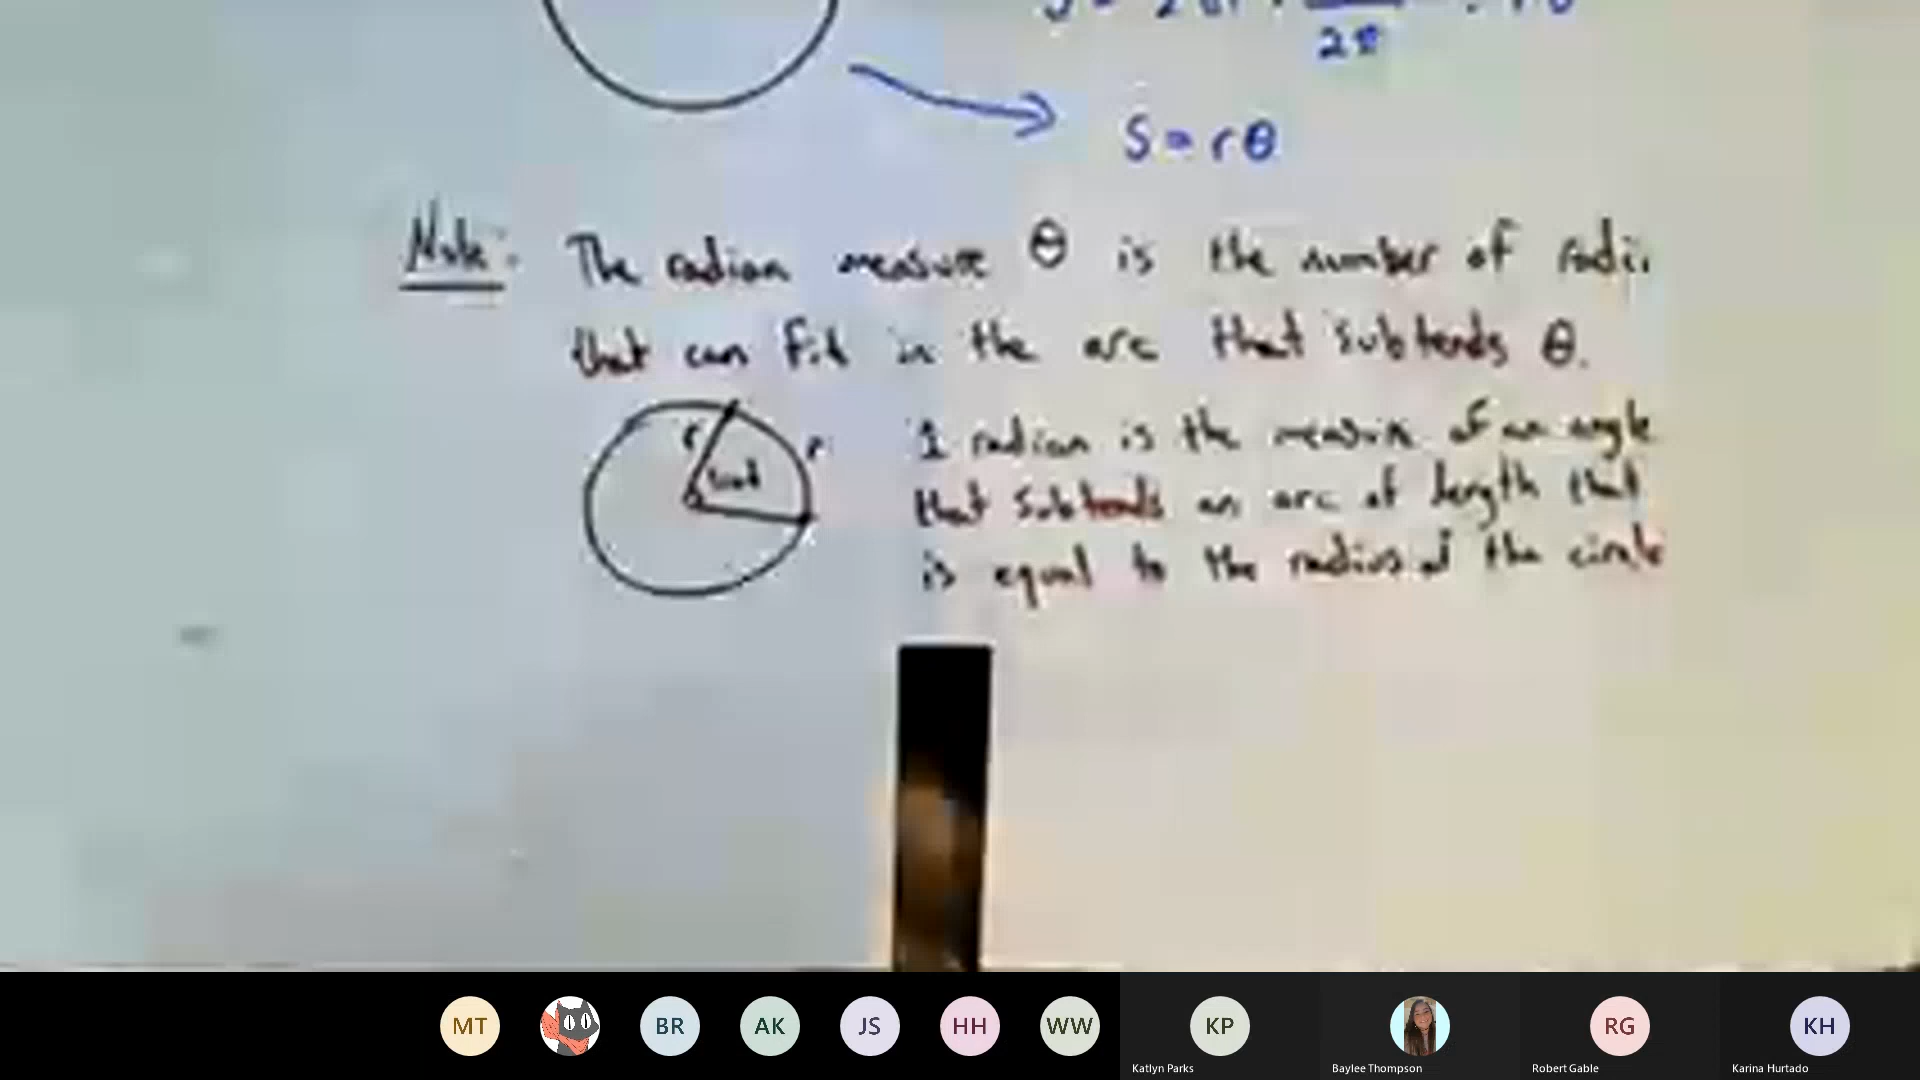 2π
S = rθ
Note: The radian measure θ is the number of radii
that can fit in the arc that subtends θ.
r
r
1 rad
1 radian is the measure of an angle
that subtends an arc of length that
is equal to the radius of the circle
MT
BR
AK
JS
HH
WW
KP
RG
KH
Katlyn Parks
Baylee Thompson
Robert Gable
Karina Hurtado